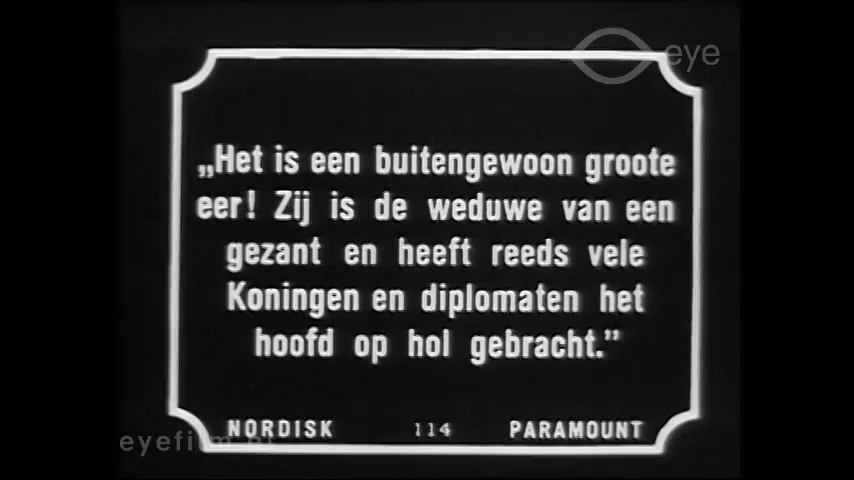 eye
„Het is een buitengewoon groote
eer! Zij is de weduwe van een
gezant en heeft reeds vele
Koningen en diplomaten het
hoofd op hol gebracht.”
NORDISK 114 PARAMOUNT
eyefilm.nl